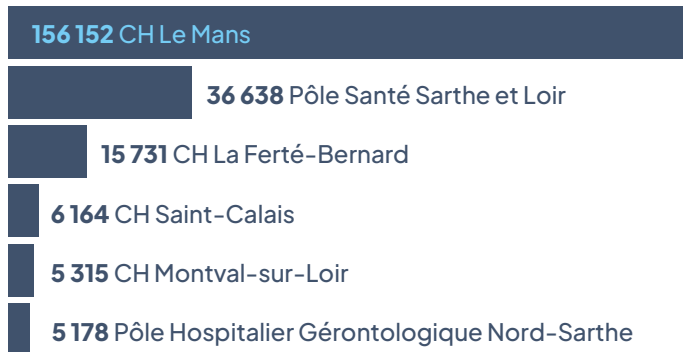 156 152 CH Le Mans
36 638 Pôle Santé Sarthe et Loir
15 731 CH La Ferté-Bernard
6 164 CH Saint-Calais
5 315 CH Montval-sur-Loir
5 178 Pôle Hospitalier Gérontologique Nord-Sarthe